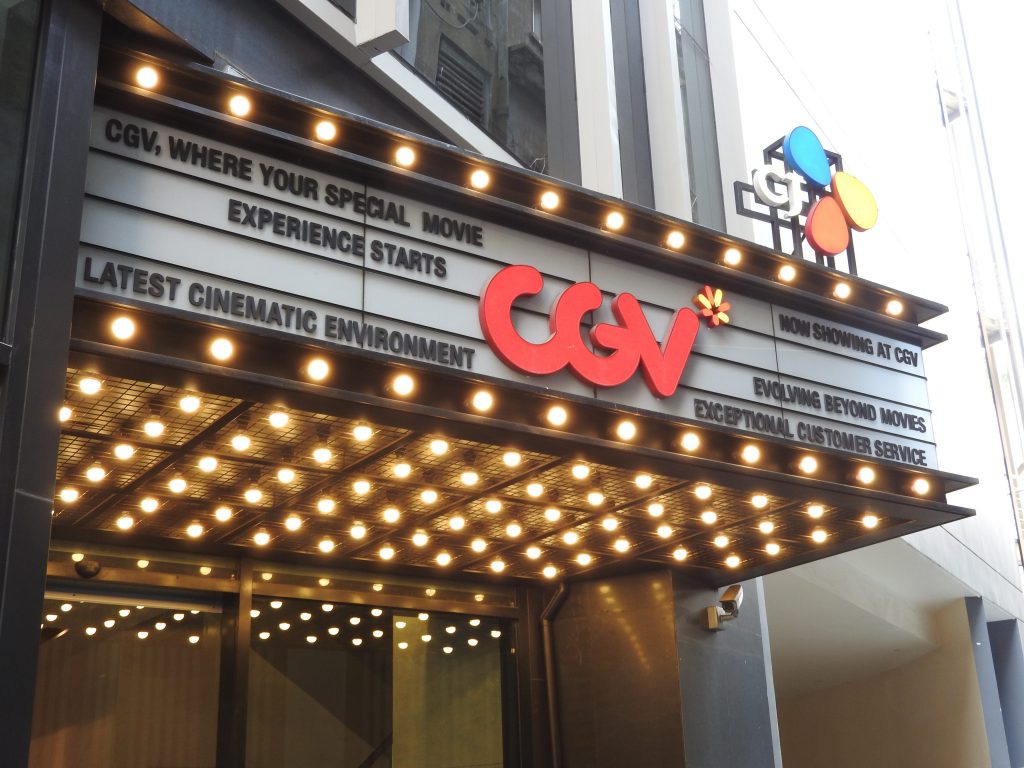 CGV, WHERE YOUR SPECIAL MOVIE
EXPERIENCE STARTS
LATEST CINEMATIC ENVIRONMENT
CGV
CJ
NOW SHOWING AT CGV
EVOLVING BEYOND MOVIES
EXCEPTIONAL CUSTOMER SERVICE